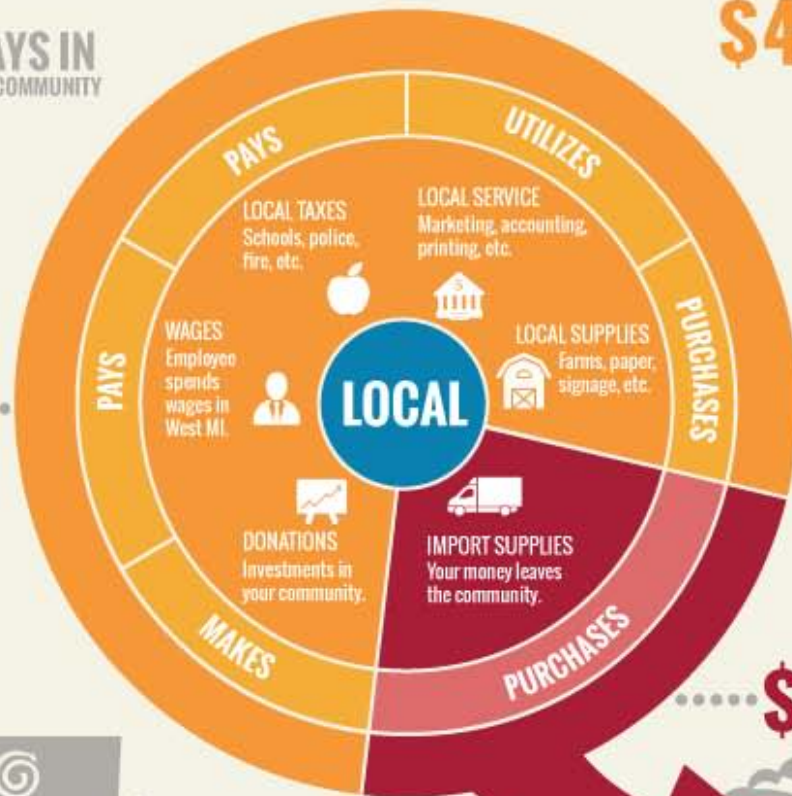 AYS IN
COMMUNITY
$4
PAYS
UTILIZES
LOCAL TAXES
Schools, police,
fire, etc.
LOCAL SERVICE
Marketing, accounting,
printing, etc.
$
PAYS
WAGES
Employee
spends
wages in
West MI.
LOCAL
LOCAL SUPPLIES
Farms, paper,
signage, etc.
PURCHASES
DONATIONS
Investments in
your community.
IMPORT SUPPLIES
Your money leaves
the community.
MAKES
PURCHASES
$